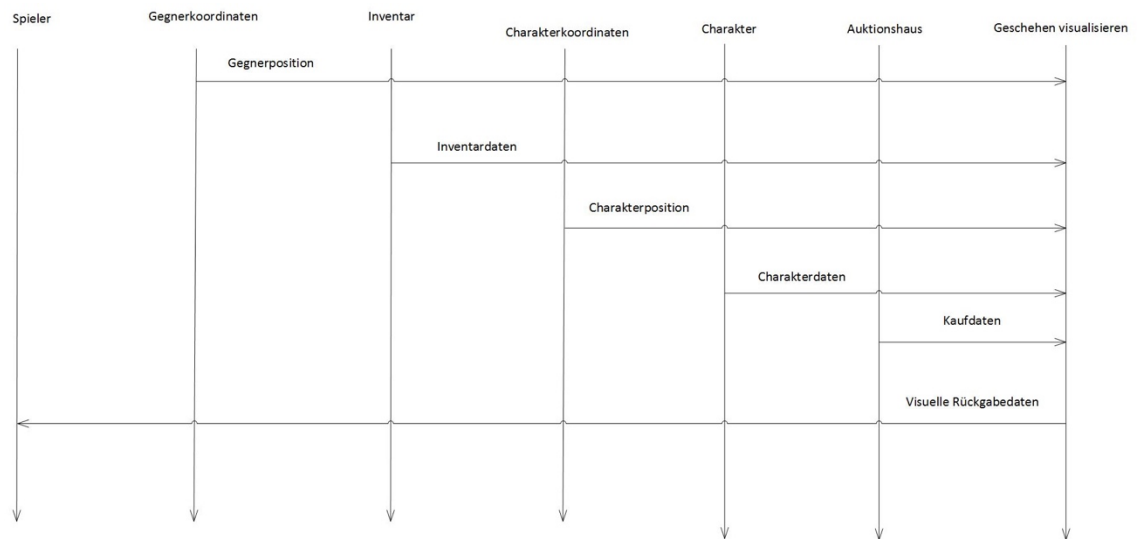 Spieler
Gegnerkoordinaten
Inventar
Charakterkoordinaten
Charakter
Auktionshaus
Geschehen visualisieren
Gegnerposition
Inventardaten
Charakterposition
Charakterdaten
Kaufdaten
Visuelle Rückgabedaten